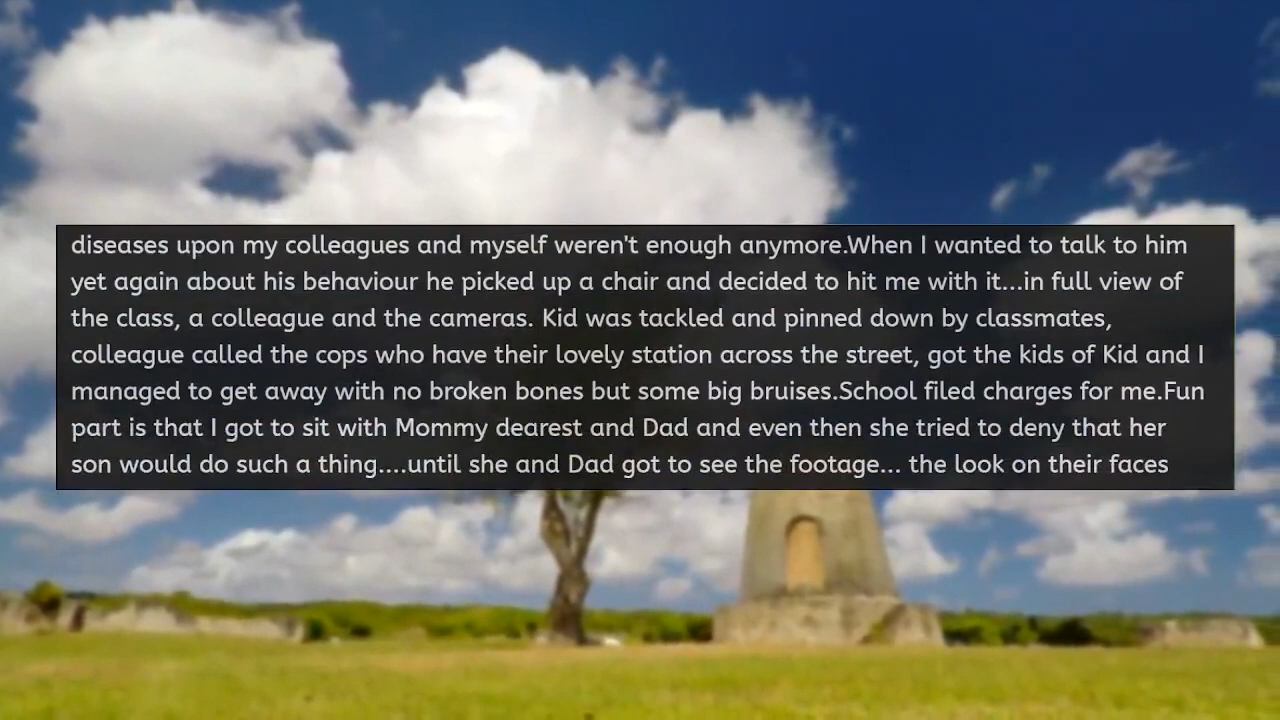 diseases upon my colleagues and myself weren't enough anymore.When I wanted to talk to him
yet again about his behaviour he picked up a chair and decided to hit me with it...in full view of
the class, a colleague and the cameras. Kid was tackled and pinned down by classmates,
colleague called the cops who have their lovely station across the street, got the kids of Kid and I
managed to get away with no broken bones but some big bruises.School filed charges for me.Fun
part is that I got to sit with Mommy dearest and Dad and even then she tried to deny that her
son would do such a thing....until she and Dad got to see the footage... the look on their faces